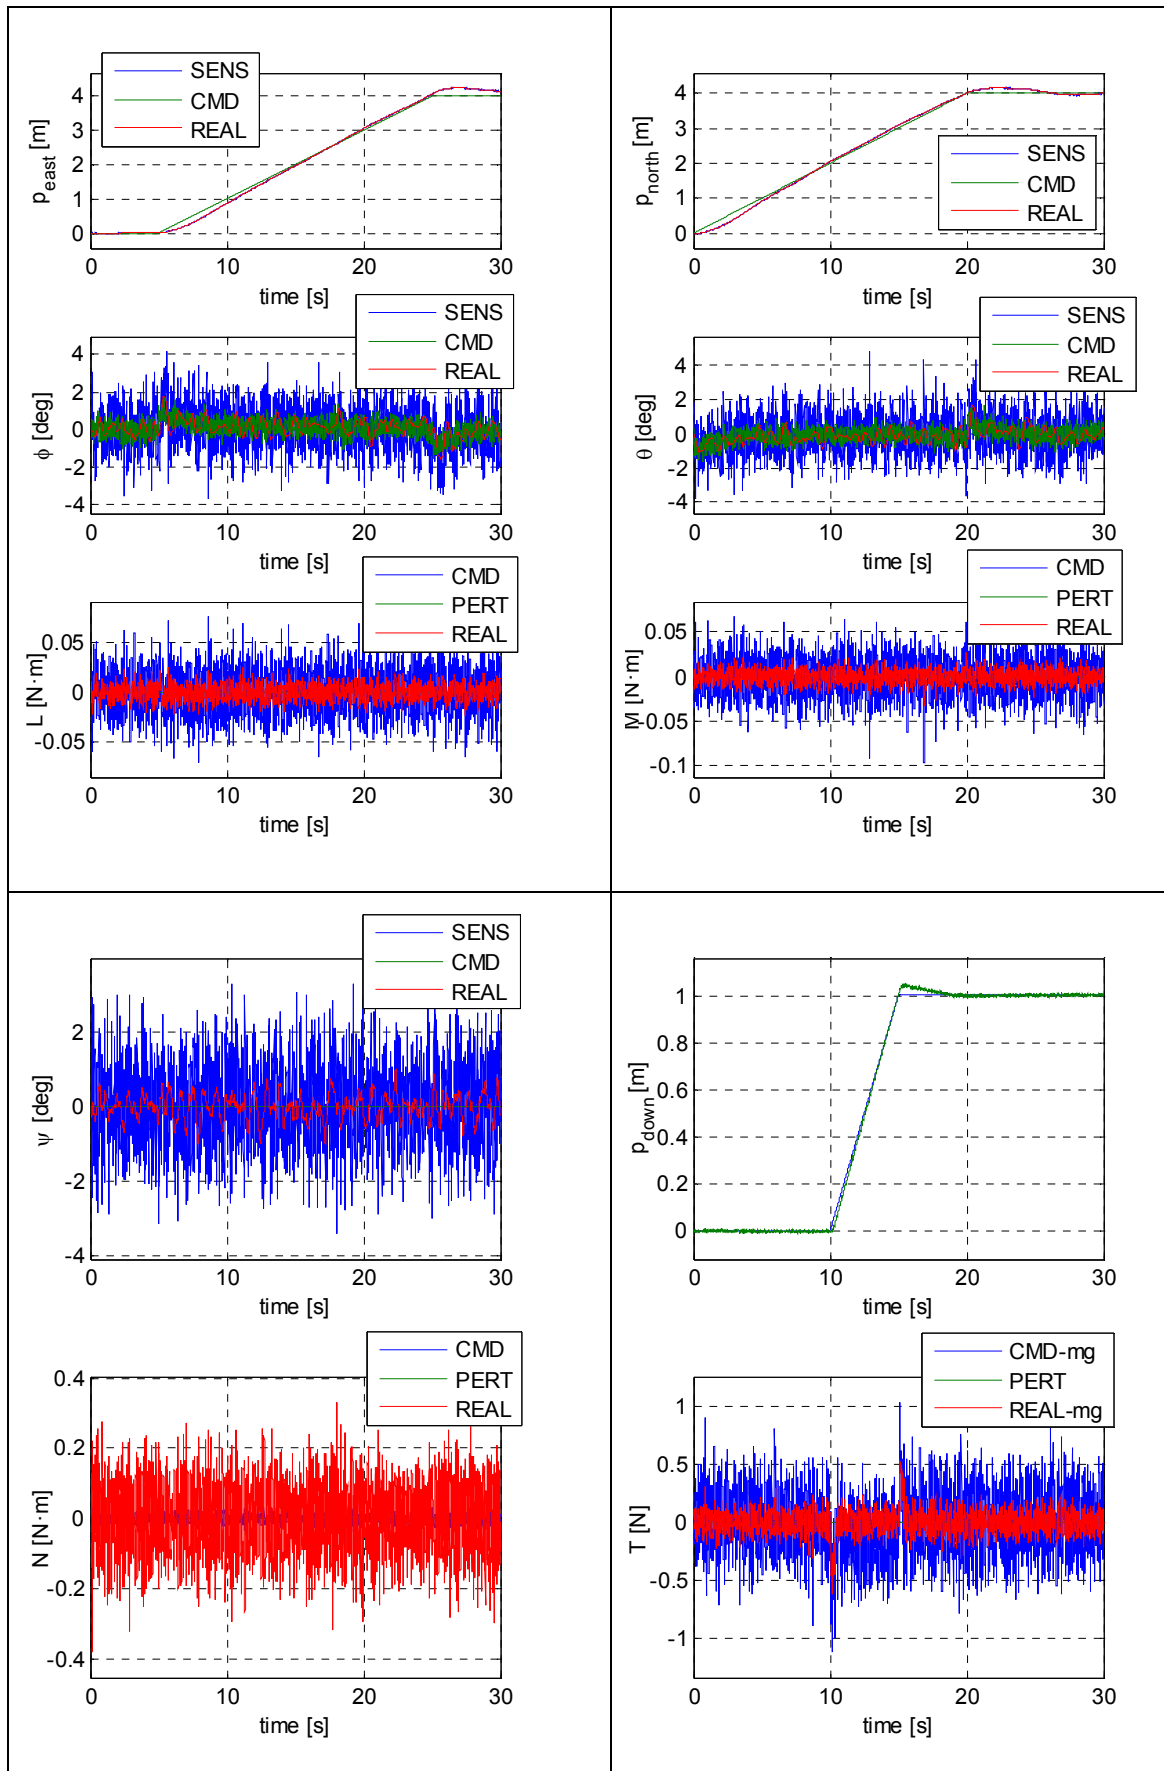 SENS
CMD
REAL
4
3
2
1
0
p_east [m]
0 10 20 30
time [s]
SENS
CMD
REAL
4
3
2
1
0
p_north [m]
0 10 20 30
time [s]
SENS
CMD
REAL
4
2
0
-2
-4
φ [deg]
0 10 20 30
time [s]
SENS
CMD
REAL
4
2
0
-2
-4
θ [deg]
0 10 20 30
time [s]
CMD
PERT
REAL
0.05
0
-0.05
L [N·m]
0 10 20 30
time [s]
CMD
PERT
REAL
0.05
0
-0.05
-0.1
M [N·m]
0 10 20 30
time [s]
SENS
CMD
REAL
2
0
-2
-4
ψ [deg]
0 10 20 30
time [s]
1
0.8
0.6
0.4
0.2
0
p_down [m]
0 10 20 30
time [s]
CMD
PERT
REAL
0.4
0.2
0
-0.2
-0.4
N [N·m]
0 10 20 30
time [s]
CMD-mg
PERT
REAL-mg
1
0.5
0
-0.5
-1
T [N]
0 10 20 30
time [s]